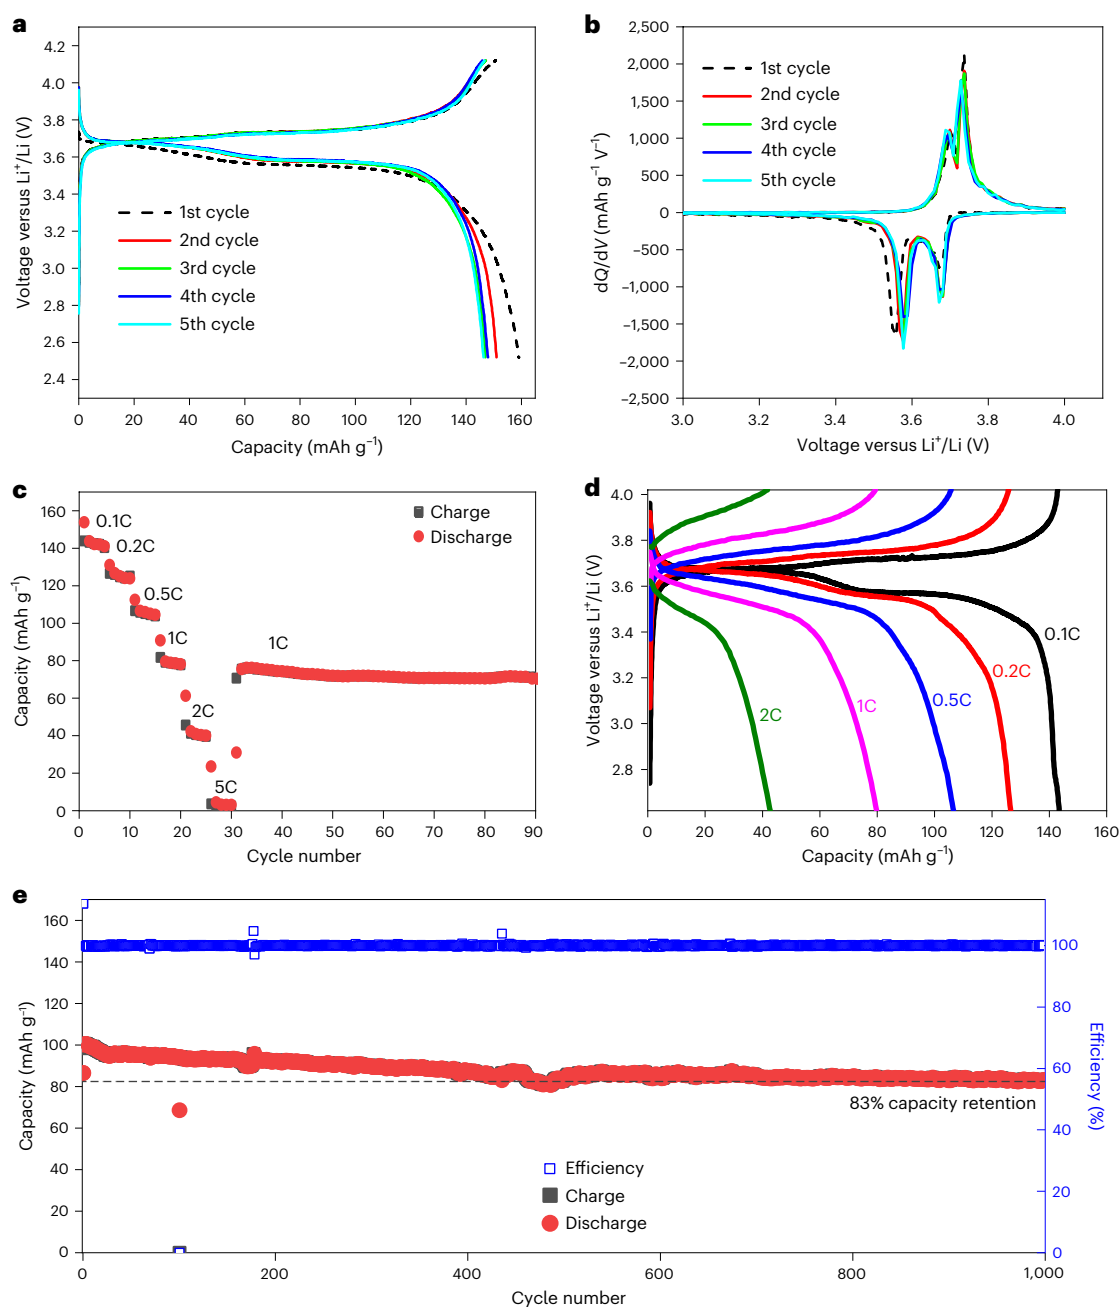 a
4.2
4.0
3.8
3.6
3.4
3.2
3.0
2.8
2.6
2.4
Voltage versus Li⁺/Li (V)
1st cycle
2nd cycle
3rd cycle
4th cycle
5th cycle
0 20 40 60 80 100 120 140 160
Capacity (mAh g⁻¹)
b
2,500
2,000
1,500
1,000
500
0
−500
−1,000
−1,500
−2,000
−2,500
dQ/dV (mAh g⁻¹ V⁻¹)
1st cycle
2nd cycle
3rd cycle
4th cycle
5th cycle
3.0 3.2 3.4 3.6 3.8 4.0
Voltage versus Li⁺/Li (V)
c
160
140
120
100
80
60
40
20
0
Capacity (mAh g⁻¹)
Charge
Discharge
0.1C
0.2C
0.5C
1C
2C
5C
1C
0 10 20 30 40 50 60 70 80 90
Cycle number
d
4.0
3.8
3.6
3.4
3.2
3.0
2.8
Voltage versus Li⁺/Li (V)
0.1C
0.2C
0.5C
1C
2C
0 20 40 60 80 100 120 140 160
Capacity (mAh g⁻¹)
e
160
140
120
100
80
60
40
20
0
Capacity (mAh g⁻¹)
100
80
60
40
20
0
Efficiency (%)
83% capacity retention
Efficiency
Charge
Discharge
0 200 400 600 800 1,000
Cycle number